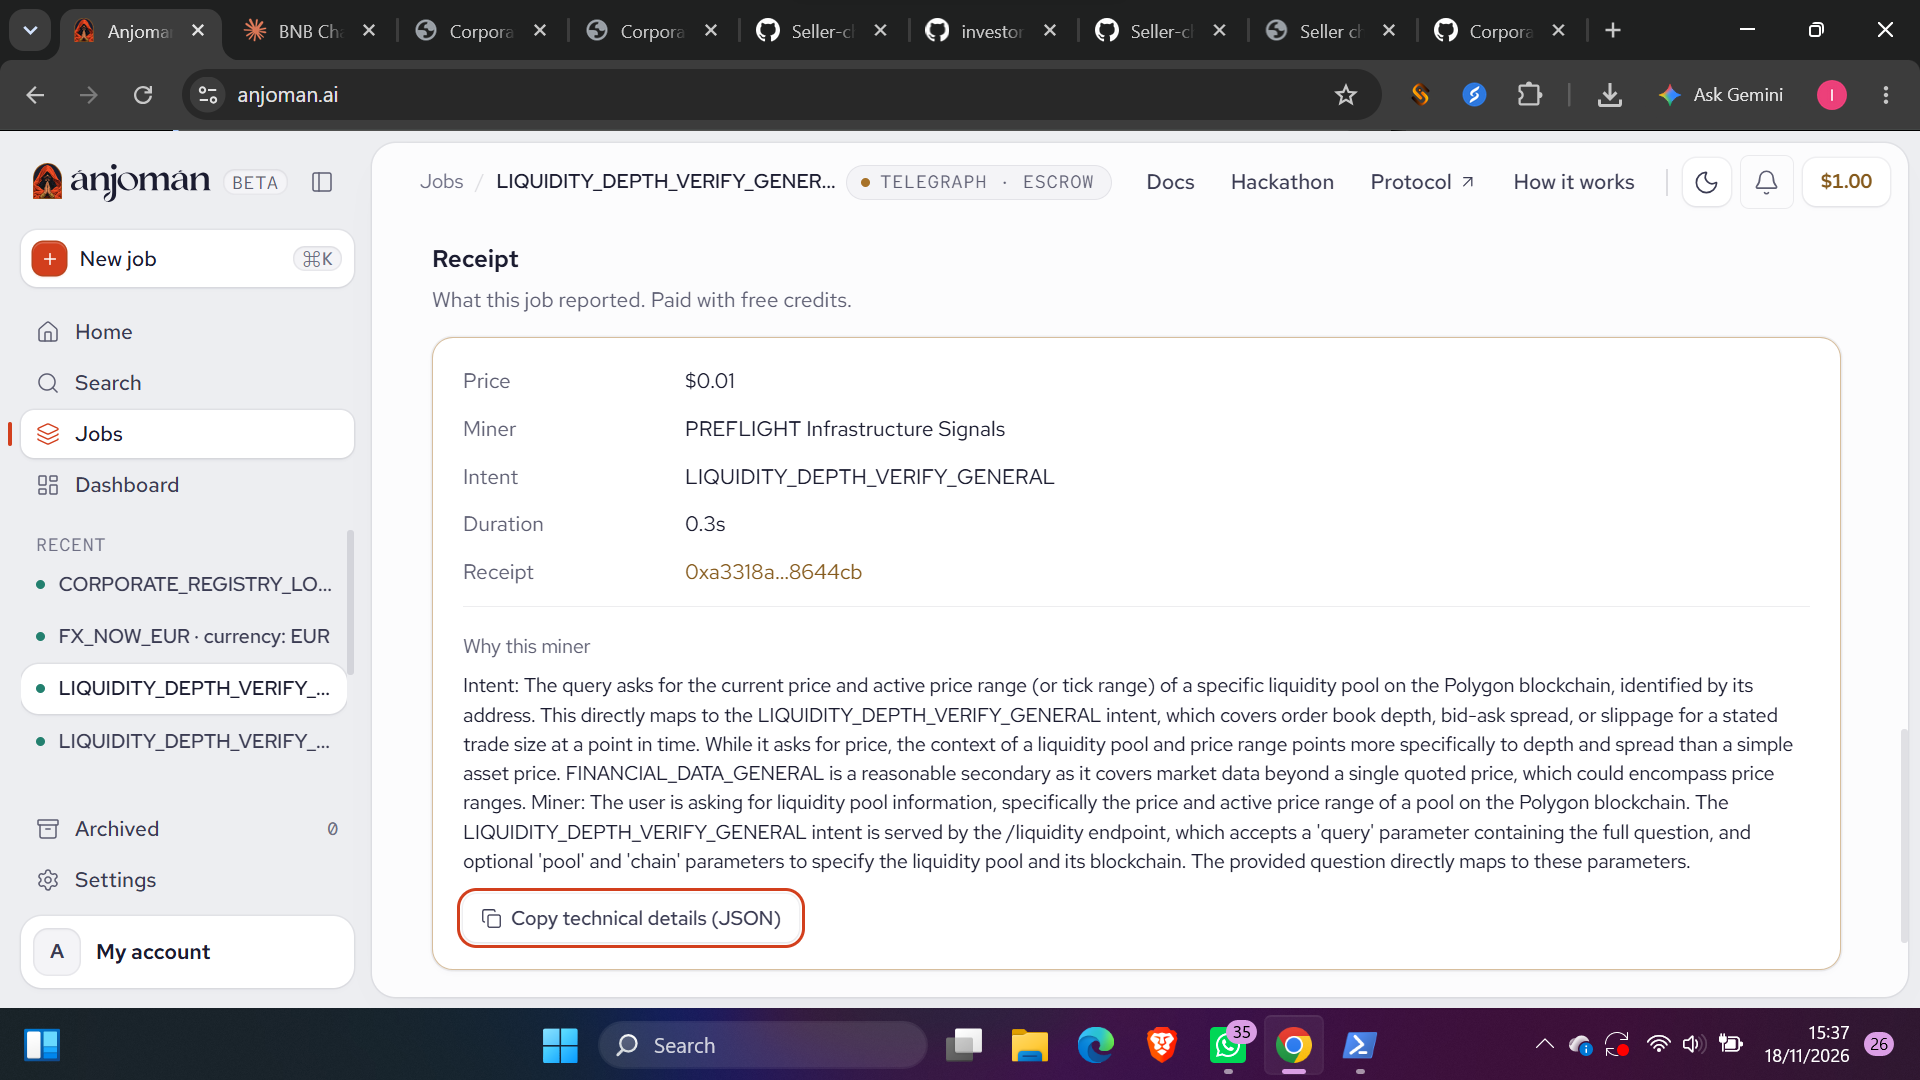 Anjoma
BNB Cha
Corpora
Corpora
Seller-cl
investor
Seller-cl
Seller ch
Corpora
anjoman.ai
Ask Gemini
I
anjoman BETA
New job ⌘K
Home
Search
Jobs
Dashboard
RECENT
CORPORATE_REGISTRY_LO...
FX_NOW_EUR · currency: EUR
LIQUIDITY_DEPTH_VERIFY_...
LIQUIDITY_DEPTH_VERIFY_...
Archived 0
Settings
A My account
Jobs / LIQUIDITY_DEPTH_VERIFY_GENER... TELEGRAPH · ESCROW Docs Hackathon Protocol ↗ How it works $1.00
Receipt
What this job reported. Paid with free credits.
Price $0.01
Miner PREFLIGHT Infrastructure Signals
Intent LIQUIDITY_DEPTH_VERIFY_GENERAL
Duration 0.3s
Receipt 0xa3318a...8644cb
Why this miner
Intent: The query asks for the current price and active price range (or tick range) of a specific liquidity pool on the Polygon blockchain, identified by its
address. This directly maps to the LIQUIDITY_DEPTH_VERIFY_GENERAL intent, which covers order book depth, bid-ask spread, or slippage for a stated
trade size at a point in time. While it asks for price, the context of a liquidity pool and price range points more specifically to depth and spread than a simple
asset price. FINANCIAL_DATA_GENERAL is a reasonable secondary as it covers market data beyond a single quoted price, which could encompass price
ranges. Miner: The user is asking for liquidity pool information, specifically the price and active price range of a pool on the Polygon blockchain. The
LIQUIDITY_DEPTH_VERIFY_GENERAL intent is served by the /liquidity endpoint, which accepts a 'query' parameter containing the full question, and
optional 'pool' and 'chain' parameters to specify the liquidity pool and its blockchain. The provided question directly maps to these parameters.
Copy technical details (JSON)
Search
35
15:37
18/11/2026
26